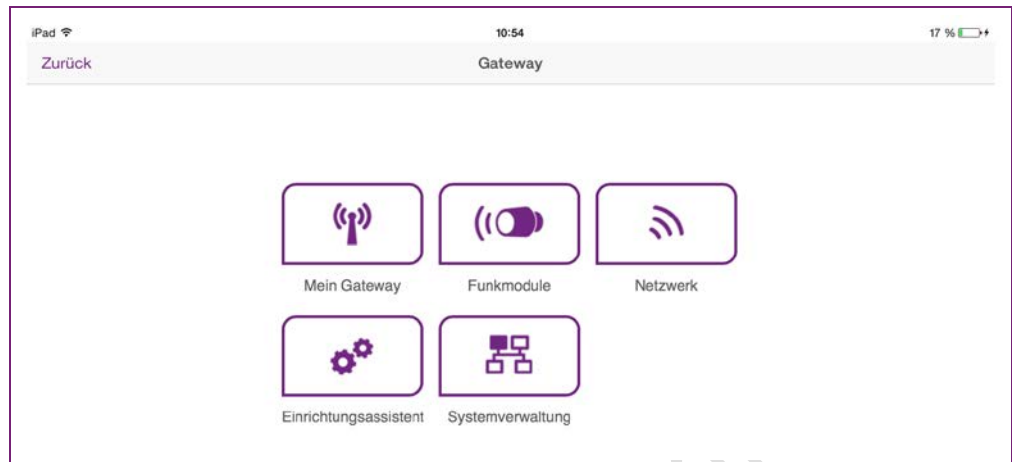 iPad 10:54 17 %
Zurück Gateway
Mein Gateway Funkmodule Netzwerk
Einrichtungsassistent Systemverwaltung